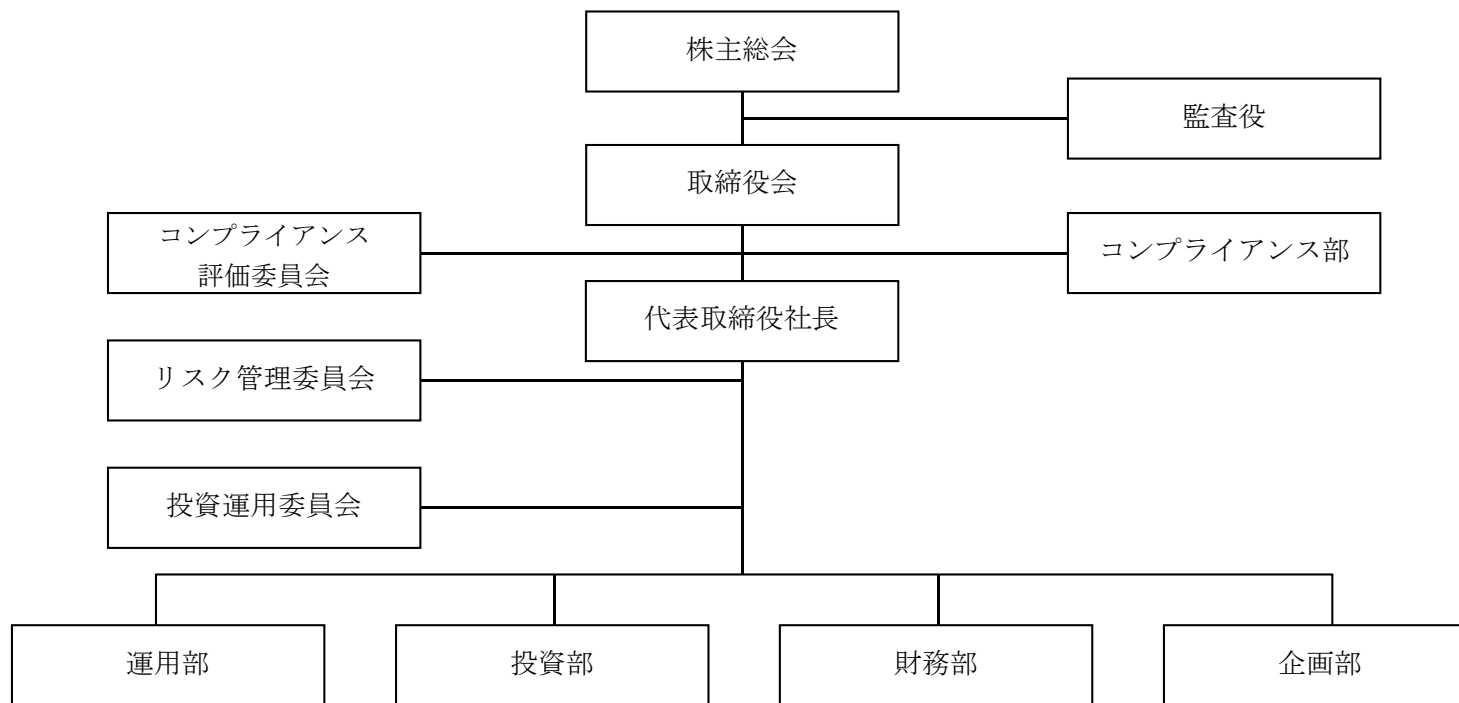 株主総会
監査役
取締役会
コンプライアンス
評価委員会
コンプライアンス部
代表取締役社長
リスク管理委員会
投資運用委員会
運用部
投資部
財務部
企画部